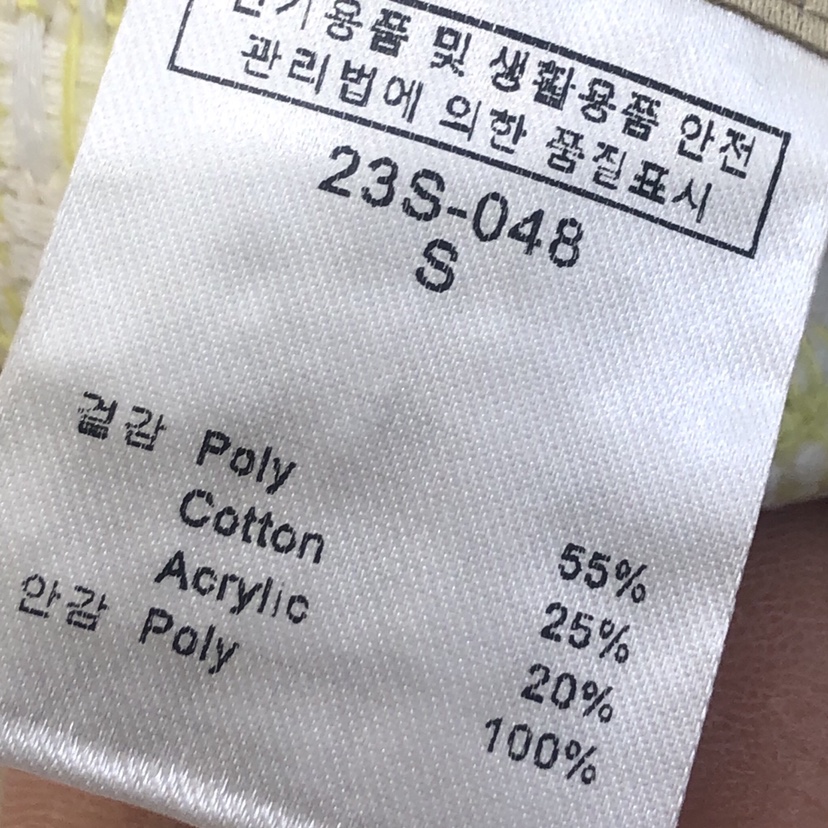 전기용품 및 생활용품 안전
관리법에 의한 품질표시
23S-048
S
겉감 Poly 55%
Cotton 25%
Acrylic 20%
안감 Poly 100%